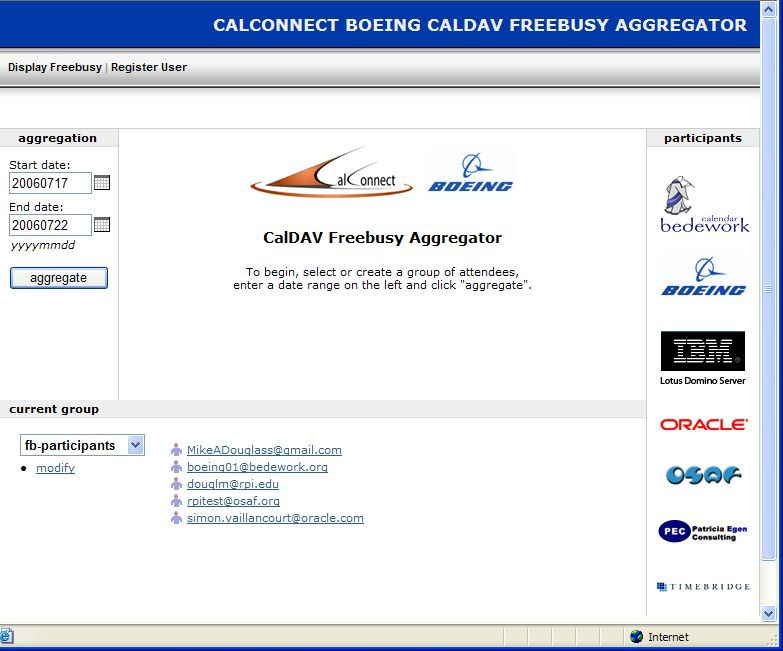 CALCONNECT BOEING CALDAV FREEBUSY AGGREGATOR
Display Freebusy | Register User
aggregation
Start date:
20060717
End date:
20060722
yyyymmdd
aggregate
CalConnect
BOEING
CalDAV Freebusy Aggregator
To begin, select or create a group of attendees,
enter a date range on the left and click "aggregate".
participants
calendar
bedework
BOEING
IBM
Lotus Domino Server
ORACLE
OSAF
PEC Patricia Egen
Consulting
TIMEBRIDGE
current group
fb-participants
modify
MikeADouglass@gmail.com
boeing01@bedework.org
douglm@rpi.edu
rpitest@osaf.org
simon.vaillancourt@oracle.com
Internet